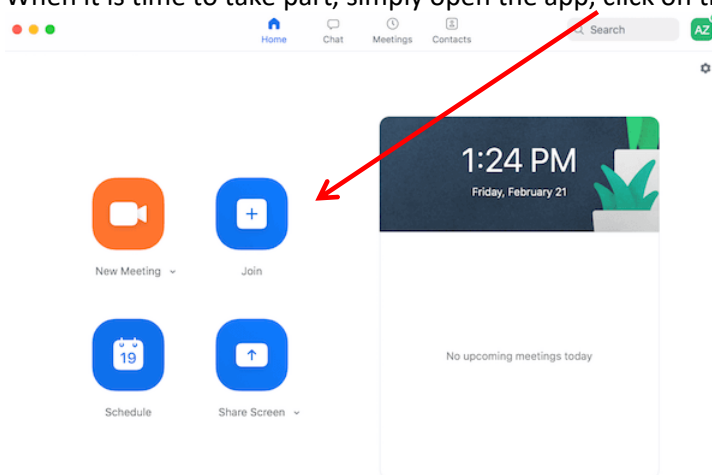 When it is time to take part, simply open the app, click on
Home Chat Meetings Contacts
Search
AZ
1:24 PM
Friday, February 21
New Meeting
Join
19
Schedule
Share Screen
No upcoming meetings today